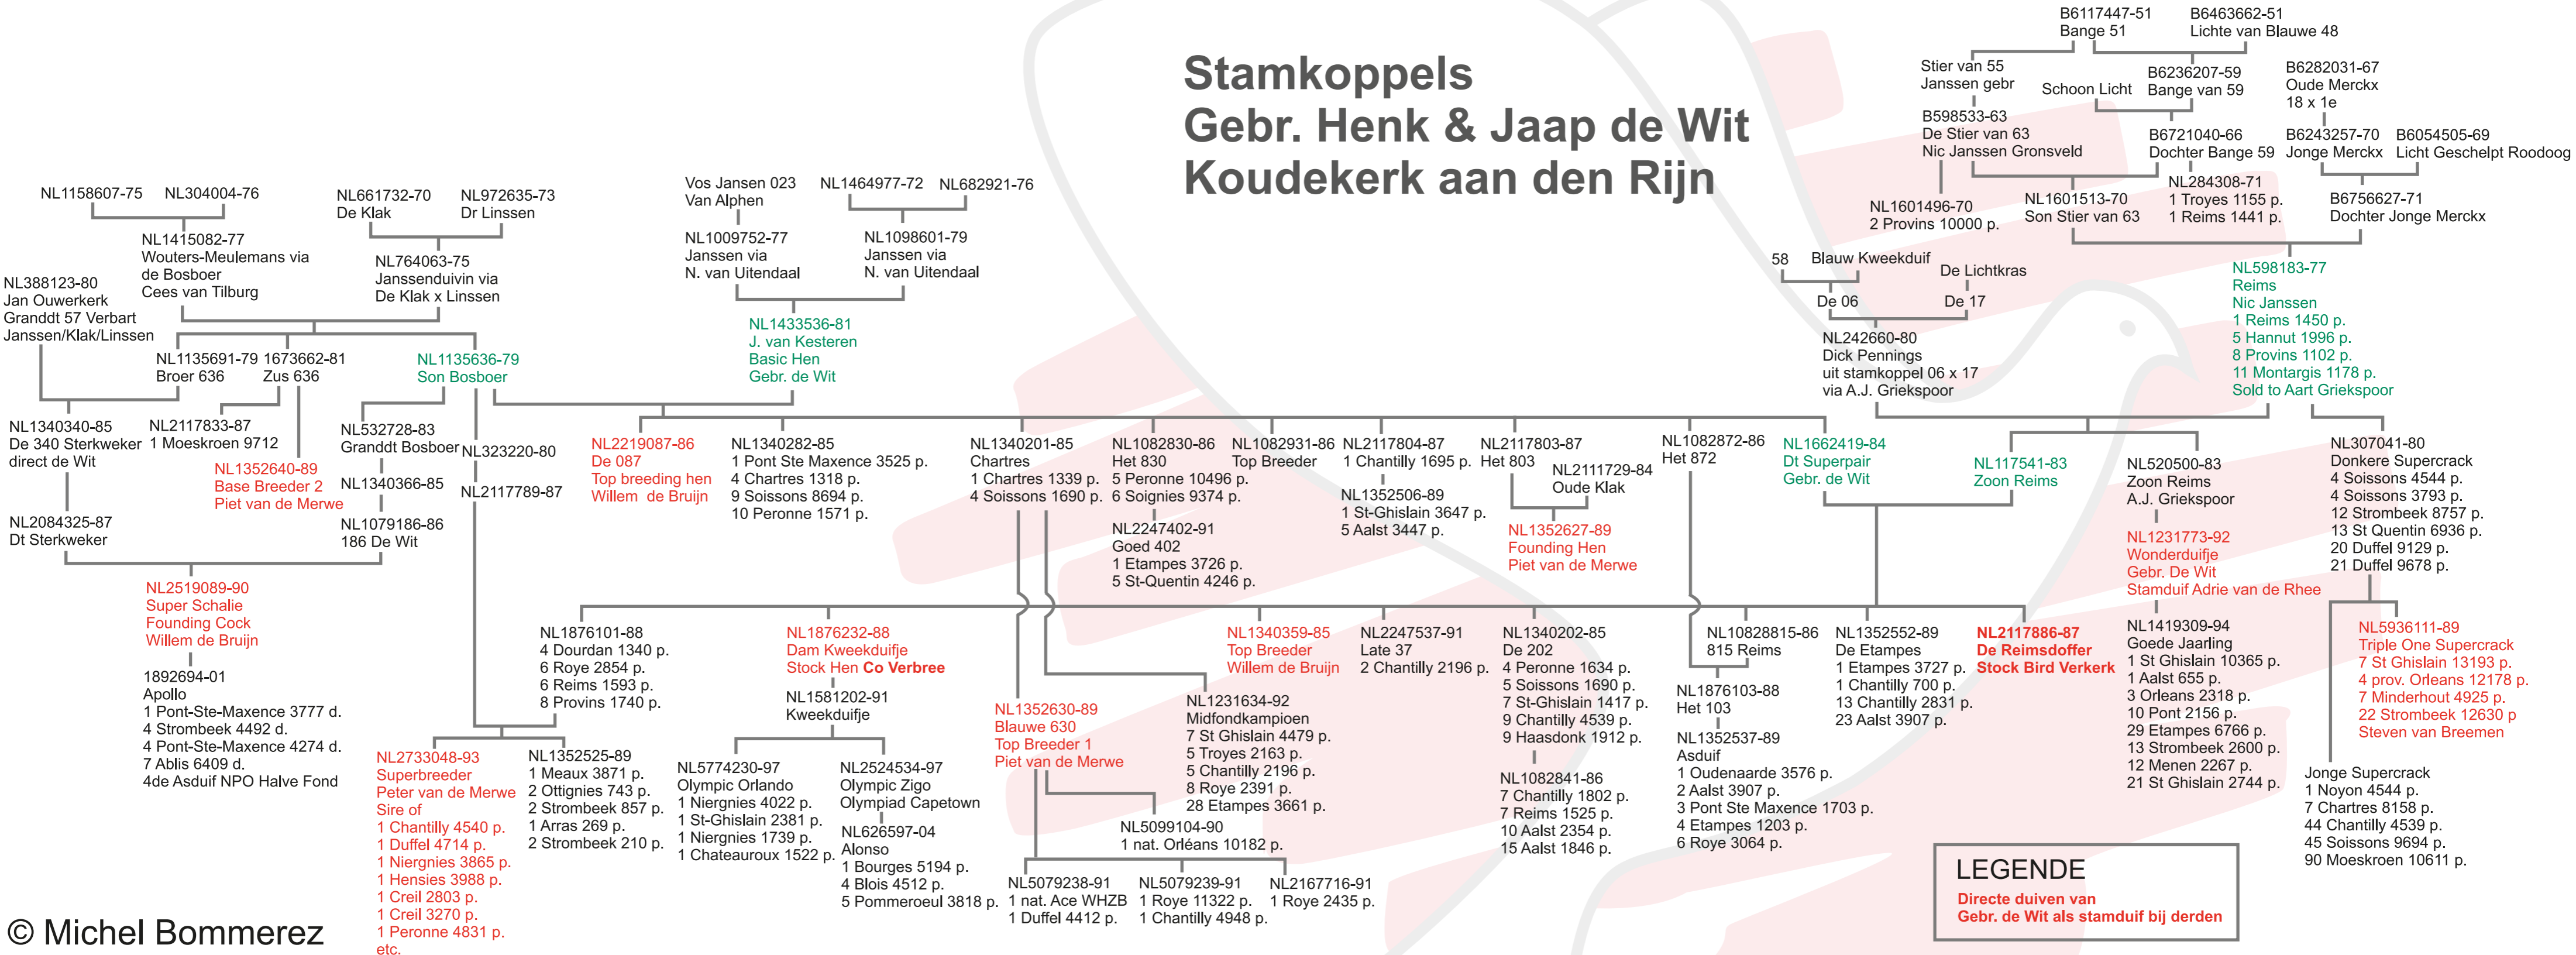 Stamkoppels
Gebr. Henk & Jaap de Wit
Koudekerk aan den Rijn
B6117447-51
Bange 51
B6463662-51
Lichte van Blauwe 48
Stier van 55
Janssen gebr
Schoon Licht
B6236207-59
Bange van 59
B6282031-67
Oude Merckx
18 x 1e
B598533-63
De Stier van 63
Nic Janssen Gronsveld
B6721040-66
Dochter Bange 59
B6243257-70
Jonge Merckx
B6054505-69
Licht Geschelpt Roodoog
NL1601496-70
2 Provins 10000 p.
NL1601513-70
Son Stier van 63
NL284308-71
1 Troyes 1155 p.
1 Reims 1441 p.
B6756627-71
Dochter Jonge Merckx
NL1158607-75
NL304004-76
NL661732-70
De Klak
NL972635-73
Dr Linssen
Vos Jansen 023
Van Alphen
NL1464977-72
NL682921-76
NL1415082-77
Wouters-Meulemans via
de Bosboer
Cees van Tilburg
NL764063-75
Janssenduivin via
De Klak x Linssen
NL1009752-77
Janssen via
N. van Uitendaal
NL1098601-79
Janssen via
N. van Uitendaal
58
Blauw Kweekduif
De Lichtkras
De 06
De 17
NL598183-77
Reims
Nic Janssen
1 Reims 1450 p.
5 Hannut 1996 p.
8 Provins 1102 p.
11 Montargis 1178 p.
Sold to Aart Griekspoor
NL388123-80
Jan Ouwerkerk
Granddt 57 Verbart
Janssen/Klak/Linssen
NL1135691-79
Broer 636
1673662-81
Zus 636
NL1135636-79
Son Bosboer
NL1433536-81
J. van Kesteren
Basic Hen
Gebr. de Wit
NL242660-80
Dick Pennings
uit stamkoppel 06 x 17
via A.J. Griekspoor
NL1340340-85
De 340 Sterkweker
direct de Wit
NL2117833-87
1 Moeskroen 9712
NL1352640-89
Base Breeder 2
Piet van de Merwe
NL532728-83
Granddt Bosboer
NL1340366-85
NL1079186-86
186 De Wit
NL323220-80
NL2117789-87
NL2219087-86
De 087
Top breeding hen
Willem  de Bruijn
NL1340282-85
1 Pont Ste Maxence 3525 p.
4 Chartres 1318 p.
9 Soissons 8694 p.
10 Peronne 1571 p.
NL1340201-85
Chartres
1 Chartres 1339 p.
4 Soissons 1690 p.
NL1082830-86
Het 830
5 Peronne 10496 p.
6 Soignies 9374 p.
NL2247402-91
Goed 402
1 Etampes 3726 p.
5 St-Quentin 4246 p.
NL1082931-86
Top Breeder
NL2117804-87
1 Chantilly 1695 p.
NL1352506-89
1 St-Ghislain 3647 p.
5 Aalst 3447 p.
NL2117803-87
Het 803
NL2111729-84
Oude Klak
NL1352627-89
Founding Hen
Piet van de Merwe
NL1082872-86
Het 872
NL1662419-84
Dt Superpair
Gebr. de Wit
NL117541-83
Zoon Reims
NL520500-83
Zoon Reims
A.J. Griekspoor
NL1231773-92
Wonderduifje
Gebr. De Wit
Stamduif Adrie van de Rhee
NL307041-80
Donkere Supercrack
4 Soissons 4544 p.
4 Soissons 3793 p.
12 Strombeek 8757 p.
13 St Quentin 6936 p.
20 Duffel 9129 p.
21 Duffel 9678 p.
NL2084325-87
Dt Sterkweker
NL2519089-90
Super Schalie
Founding Cock
Willem de Bruijn
1892694-01
Apollo
1 Pont-Ste-Maxence 3777 d.
4 Strombeek 4492 d.
4 Pont-Ste-Maxence 4274 d.
7 Ablis 6409 d.
4de Asduif NPO Halve Fond
NL1876101-88
4 Dourdan 1340 p.
6 Roye 2854 p.
6 Reims 1593 p.
8 Provins 1740 p.
NL1876232-88
Dam Kweekduifje
Stock Hen Co Verbree
NL1581202-91
Kweekduifje
NL1340359-85
Top Breeder
Willem de Bruijn
NL2247537-91
Late 37
2 Chantilly 2196 p.
NL1340202-85
De 202
4 Peronne 1634 p.
5 Soissons 1690 p.
7 St-Ghislain 1417 p.
9 Chantilly 4539 p.
9 Haasdonk 1912 p.
NL1082841-86
7 Chantilly 1802 p.
7 Reims 1525 p.
10 Aalst 2354 p.
15 Aalst 1846 p.
NL10828815-86
815 Reims
NL1876103-88
Het 103
NL1352537-89
Asduif
1 Oudenaarde 3576 p.
2 Aalst 3907 p.
3 Pont Ste Maxence 1703 p.
4 Etampes 1203 p.
6 Roye 3064 p.
NL1352552-89
De Etampes
1 Etampes 3727 p.
1 Chantilly 700 p.
13 Chantilly 2831 p.
23 Aalst 3907 p.
NL2117886-87
De Reimsdoffer
Stock Bird Verkerk
NL1419309-94
Goede Jaarling
1 St Ghislain 10365 p.
1 Aalst 655 p.
3 Orleans 2318 p.
10 Pont 2156 p.
29 Etampes 6766 p.
13 Strombeek 2600 p.
12 Menen 2267 p.
21 St Ghislain 2744 p.
NL5936111-89
Triple One Supercrack
7 St Ghislain 13193 p.
4 prov. Orleans 12178 p.
7 Minderhout 4925 p.
22 Strombeek 12630 p
Steven van Breemen
Jonge Supercrack
1 Noyon 4544 p.
7 Chartres 8158 p.
44 Chantilly 4539 p.
45 Soissons 9694 p.
90 Moeskroen 10611 p.
NL2733048-93
Superbreeder
Peter van de Merwe
Sire of
1 Chantilly 4540 p.
1 Duffel 4714 p.
1 Niergnies 3865 p.
1 Hensies 3988 p.
1 Creil 2803 p.
1 Creil 3270 p.
1 Peronne 4831 p.
etc.
NL1352525-89
1 Meaux 3871 p.
2 Ottignies 743 p.
2 Strombeek 857 p.
1 Arras 269 p.
2 Strombeek 210 p.
NL5774230-97
Olympic Orlando
1 Niergnies 4022 p.
1 St-Ghislain 2381 p.
1 Niergnies 1739 p.
1 Chateauroux 1522 p.
NL2524534-97
Olympic Zigo
Olympiad Capetown
NL626597-04
Alonso
1 Bourges 5194 p.
4 Blois 4512 p.
5 Pommeroeul 3818 p.
NL1352630-89
Blauwe 630
Top Breeder 1
Piet van de Merwe
NL1231634-92
Midfondkampioen
7 St Ghislain 4479 p.
5 Troyes 2163 p.
5 Chantilly 2196 p.
8 Roye 2391 p.
28 Etampes 3661 p.
NL5099104-90
1 nat. Orléans 10182 p.
NL5079238-91
1 nat. Ace WHZB
1 Duffel 4412 p.
NL5079239-91
1 Roye 11322 p.
1 Chantilly 4948 p.
NL2167716-91
1 Roye 2435 p.
LEGENDE
Directe duiven van
Gebr. de Wit als stamduif bij derden
© Michel Bommerez